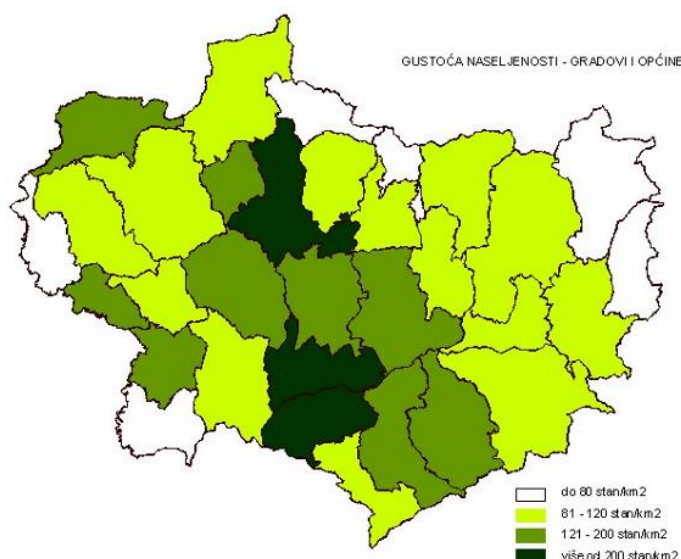 GUSTOĆA NASELJENOSTI - GRADOVI I OPĆINE
do 80 stan/km2
81 - 120 stan/km2
121 - 200 stan/km2
više od 200 stan/km2